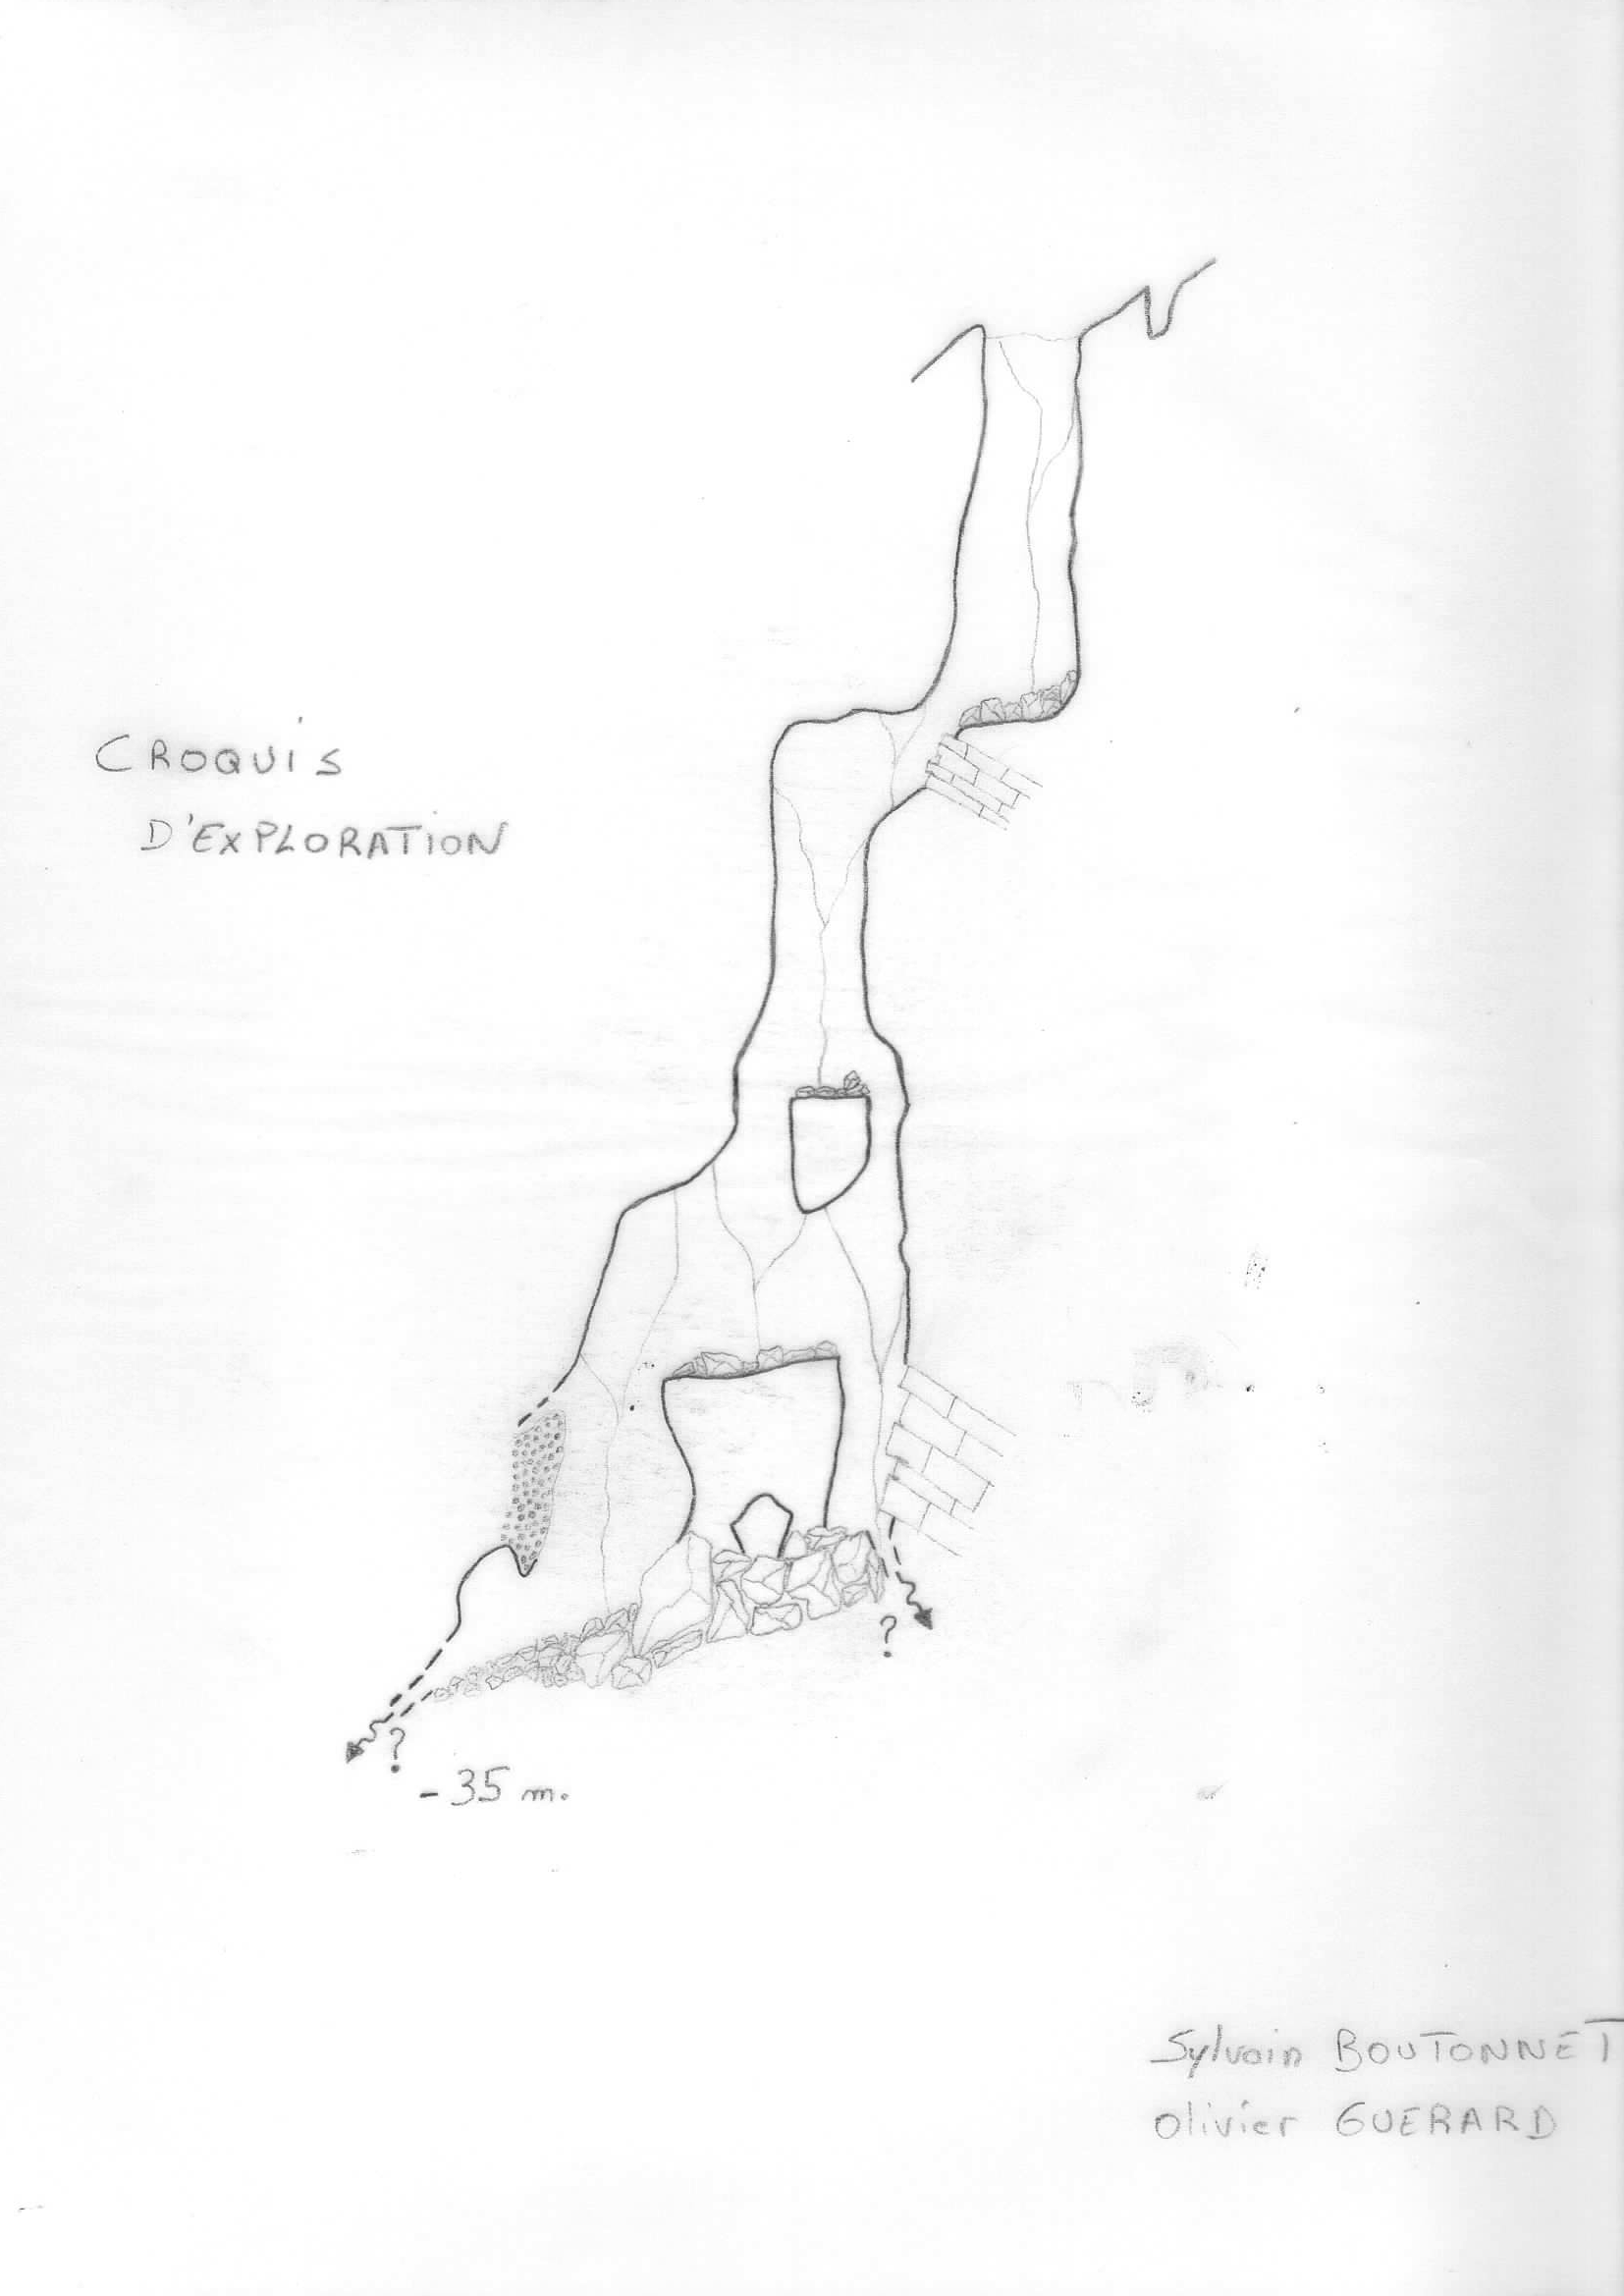 CROQUIS
D'EXPLORATION
?
?
- 35 m.
Sylvain BOUTONNET
Olivier GUERARD